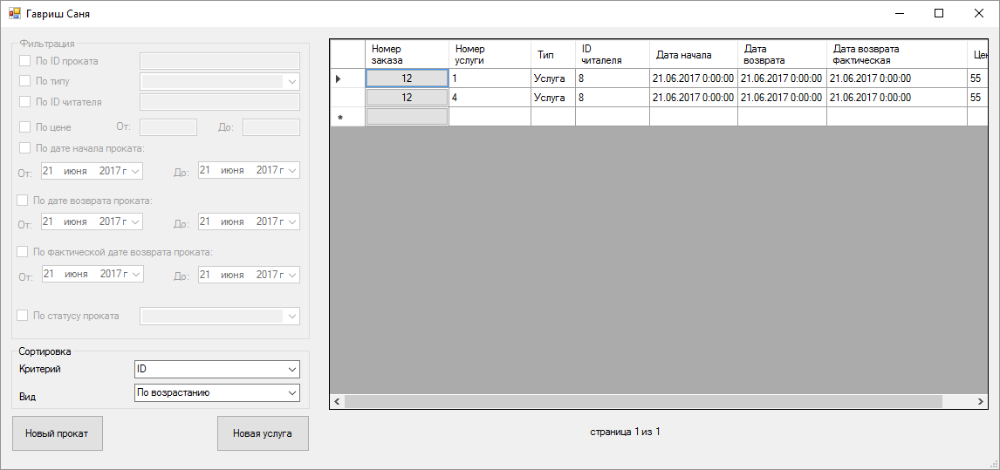 Гавриш Саня
Фильтрация
По ID проката
По типу
По ID читателя
По цене От: До:
По дате начала проката:
От: 21 июня 2017 г До: 21 июня 2017 г
По дате возврата проката:
От: 21 июня 2017 г До: 21 июня 2017 г
По фактической дате возврата проката:
От: 21 июня 2017 г До: 21 июня 2017 г
По статусу проката
Сортировка
Критерий ID
Вид По возрастанию
Новый прокат Новая услуга
Номер заказа Номер услуги Тип ID читалеля Дата начала Дата возврата Дата возврата фактическая Цен
12 1 Услуга 8 21.06.2017 0:00:00 21.06.2017 0:00:00 21.06.2017 0:00:00 55
12 4 Услуга 8 21.06.2017 0:00:00 21.06.2017 0:00:00 21.06.2017 0:00:00 55
страница 1 из 1